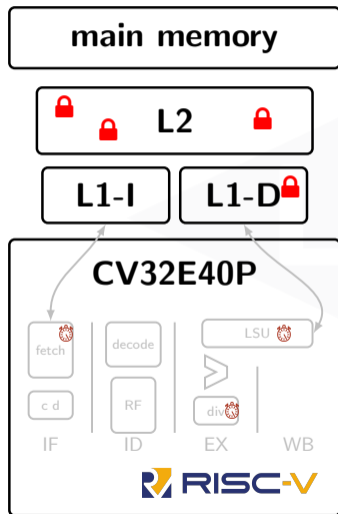 main memory
L2
L1-I L1-D
CV32E40P
fetch decode LSU
c d RF div
IF ID EX WB
RISC-V